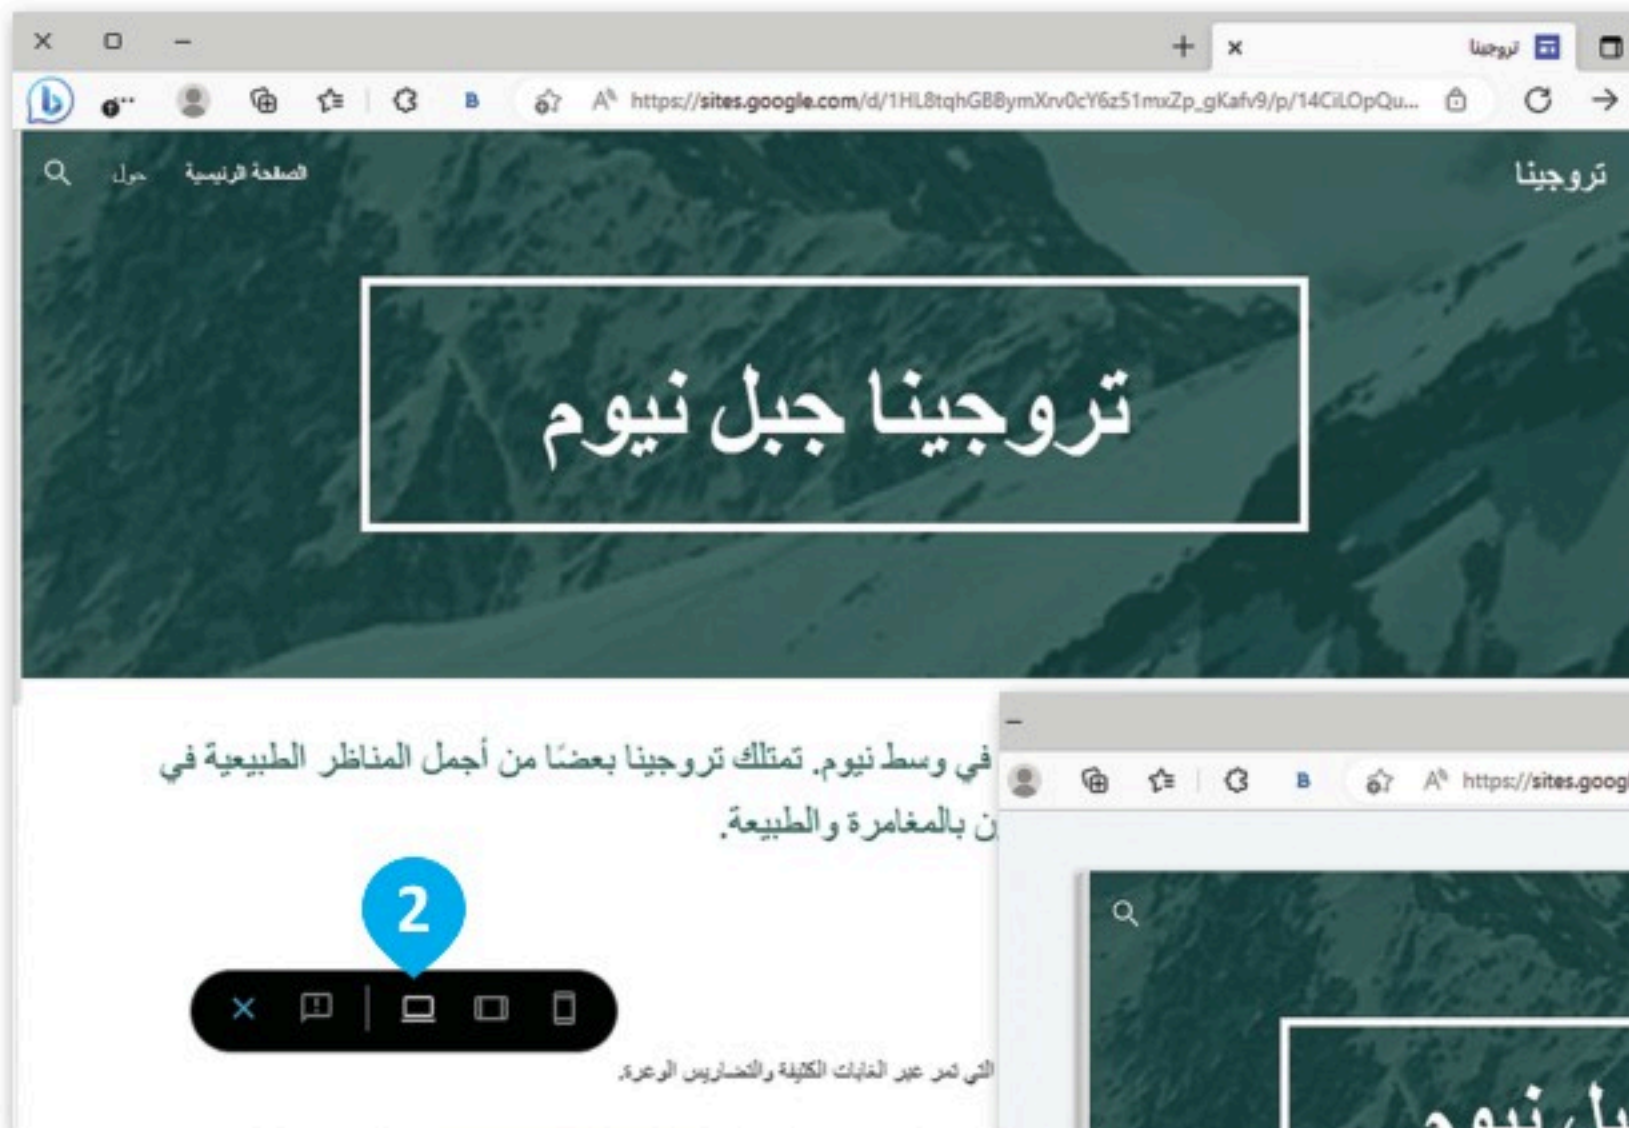 تروجينا
https://sites.google.com/d/1HL8tqhGBBymXrv0cY6z51mxZp_gKafv9/p/14CiLOpQu...
تروجينا
الصفحة الرئيسية حول
تروجينا جبل نيوم
في وسط نيوم. تمتلك تروجينا بعضًا من أجمل المناظر الطبيعية في
ن بالمغامرة والطبيعة.
2
التي تمر عبر الغابات الكثيفة والتضاريس الوعرة.
https://sites.googl
بل نيوم